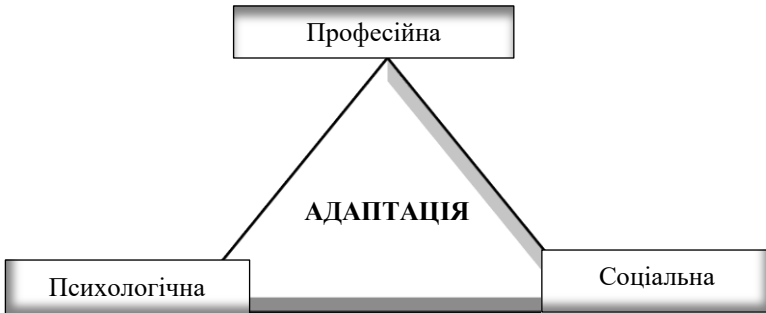 Професійна
АДАПТАЦІЯ
Психологічна
Соціальна